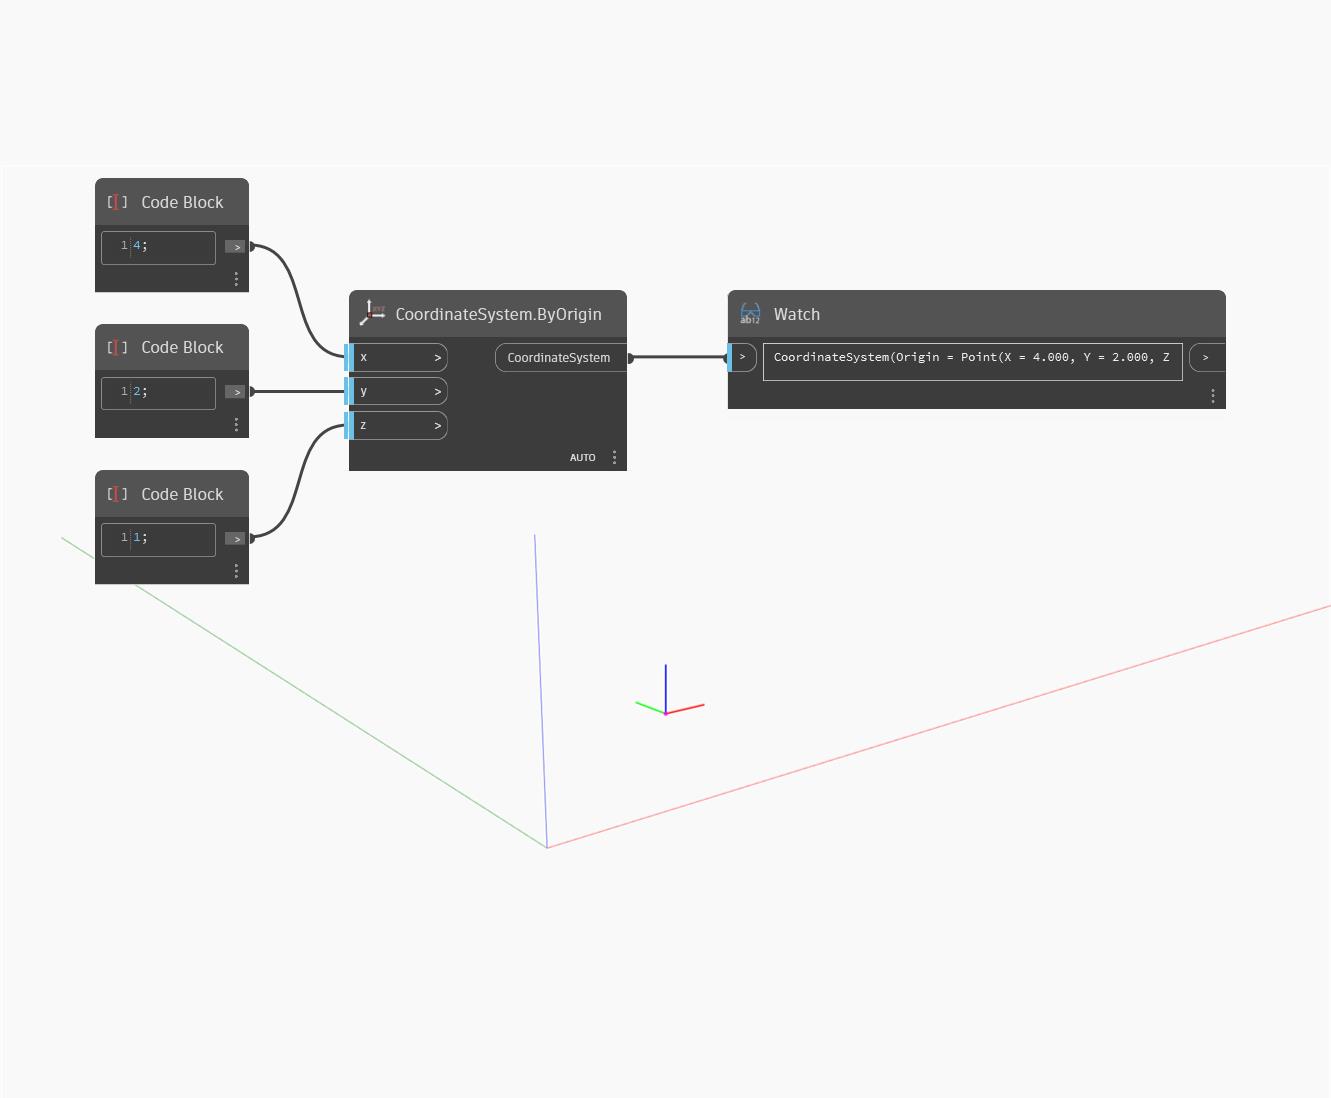 Code Block
1 4;
>
Code Block
1 2;
>
Code Block
1 1;
>
CoordinateSystem.ByOrigin
x >
y >
z >
CoordinateSystem
AUTO
ab12
Watch
>
CoordinateSystem(Origin = Point(X = 4.000, Y = 2.000, Z
>